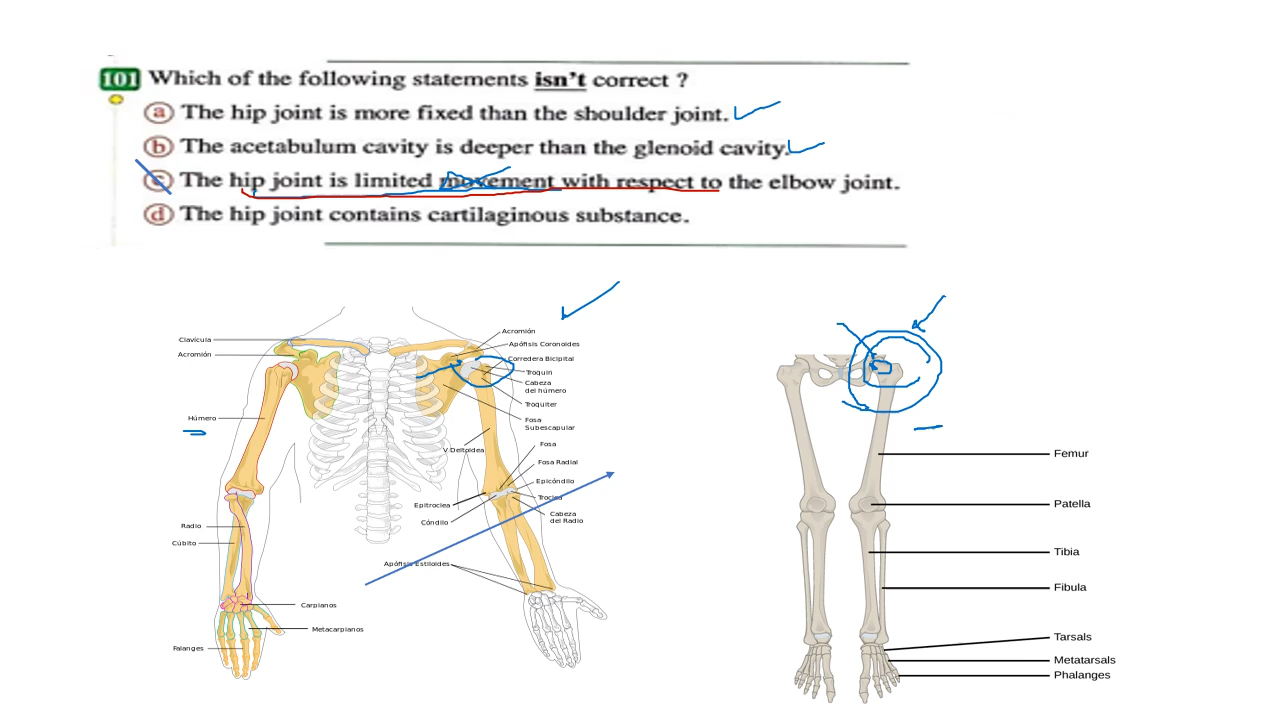 101 Which of the following statements isn't correct ?
a The hip joint is more fixed than the shoulder joint.
b The acetabulum cavity is deeper than the glenoid cavity.
c The hip joint is limited movement with respect to the elbow joint.
d The hip joint contains cartilaginous substance.
Clavícula
Acromión
Húmero
Radio
Cúbito
Falanges
Carpianos
Metacarpianos
Acromión
Apófisis Coronoides
Corredera Bicipital
Troquin
Cabeza
del húmero
Troquiter
Fosa
Subescapular
V Deltoidea
Fosa
Fosa Radial
Epicóndilo
Troclea
Epitroclea
Cóndilo
Cabeza
del Radio
Apófisis Estiloides
Femur
Patella
Tibia
Fibula
Tarsals
Metatarsals
Phalanges